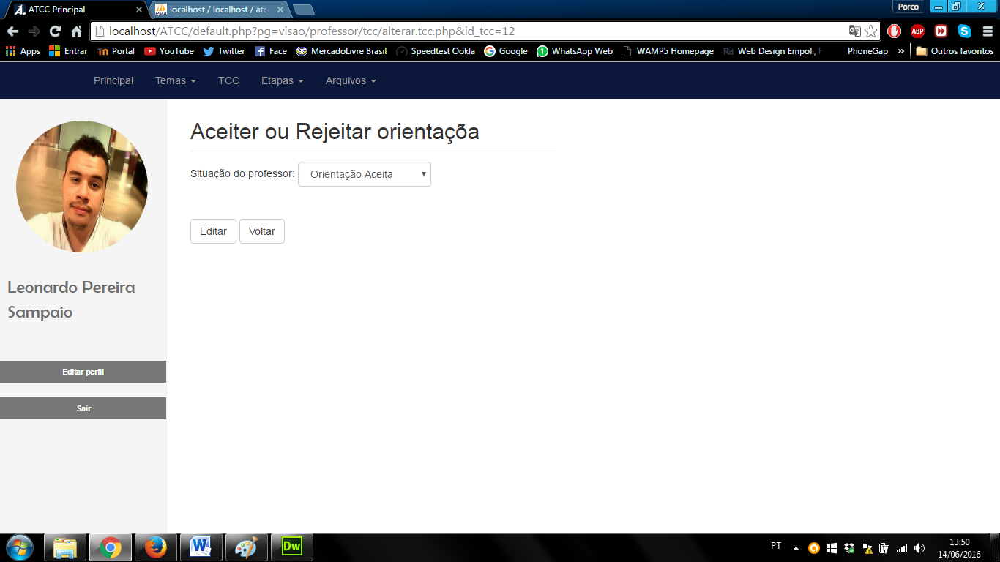 ATCC Principal
localhost / localhost / atcc
Porco
localhost/ATCC/default.php?pg=visao/professor/tcc/alterar.tcc.php&id_tcc=12
Apps Entrar Portal YouTube Twitter Face MercadoLivre Brasil Speedtest Ookla Google WhatsApp Web WAMP5 Homepage Web Design Empoli, F PhoneGap » Outros favoritos
Principal Temas TCC Etapas Arquivos
Aceiter ou Rejeitar orientaçõa
Situação do professor: Orientação Aceita
Editar Voltar
Leonardo Pereira
Sampaio
Editar perfil
Sair
PT
13:50
14/06/2016